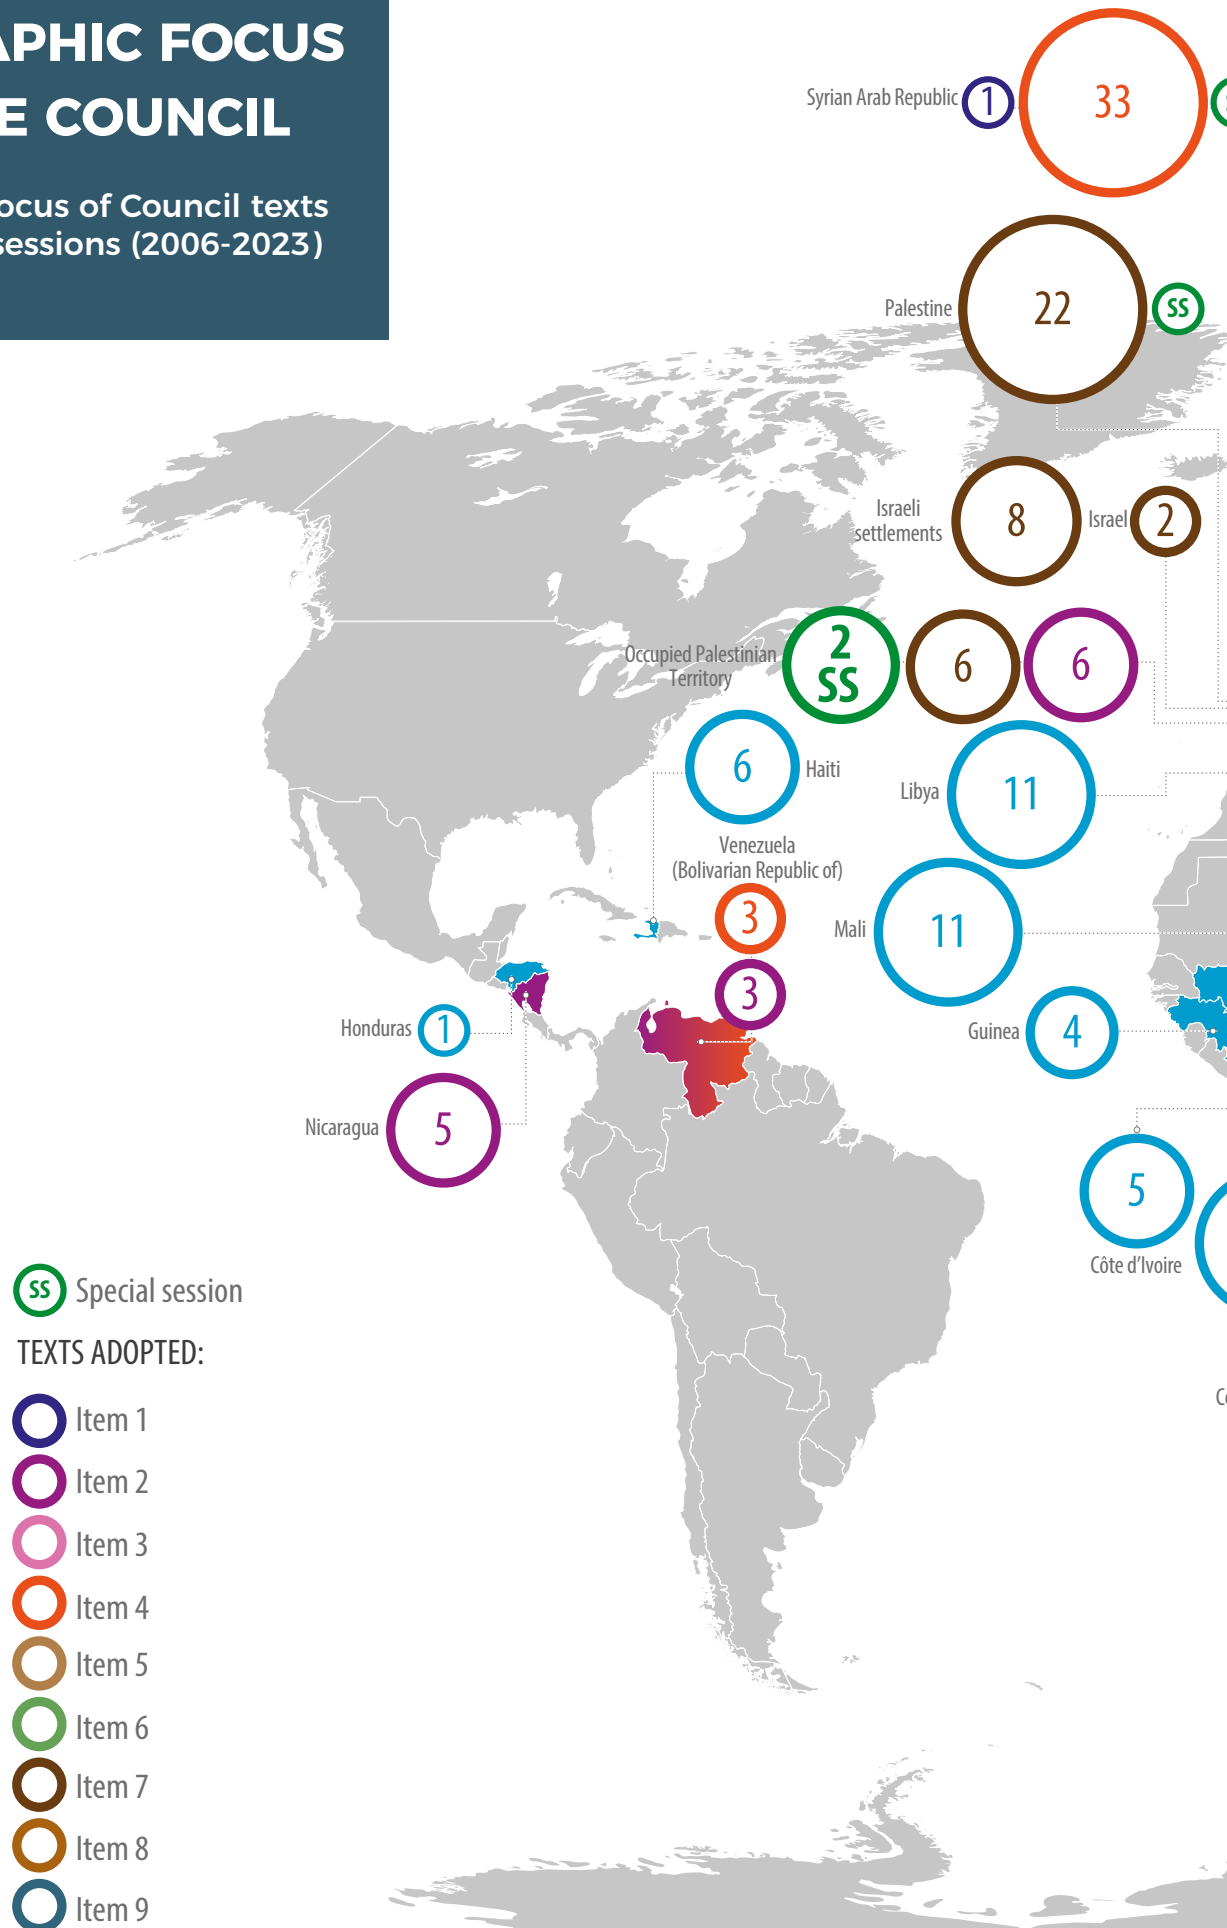 APHIC FOCUS
E COUNCIL
ocus of Council texts
sessions (2006-2023)
Syrian Arab Republic
1
33
Palestine
22
SS
Israeli
settlements
8
Israel
2
Occupied Palestinian
Territory
2
SS
6
6
6
Haiti
Libya
11
Venezuela
(Bolivarian Republic of)
3
3
Mali
11
Honduras
1
Guinea
4
Nicaragua
5
5
Côte d'Ivoire
SS Special session
TEXTS ADOPTED:
Item 1
Item 2
Item 3
Item 4
Item 5
Item 6
Item 7
Item 8
Item 9